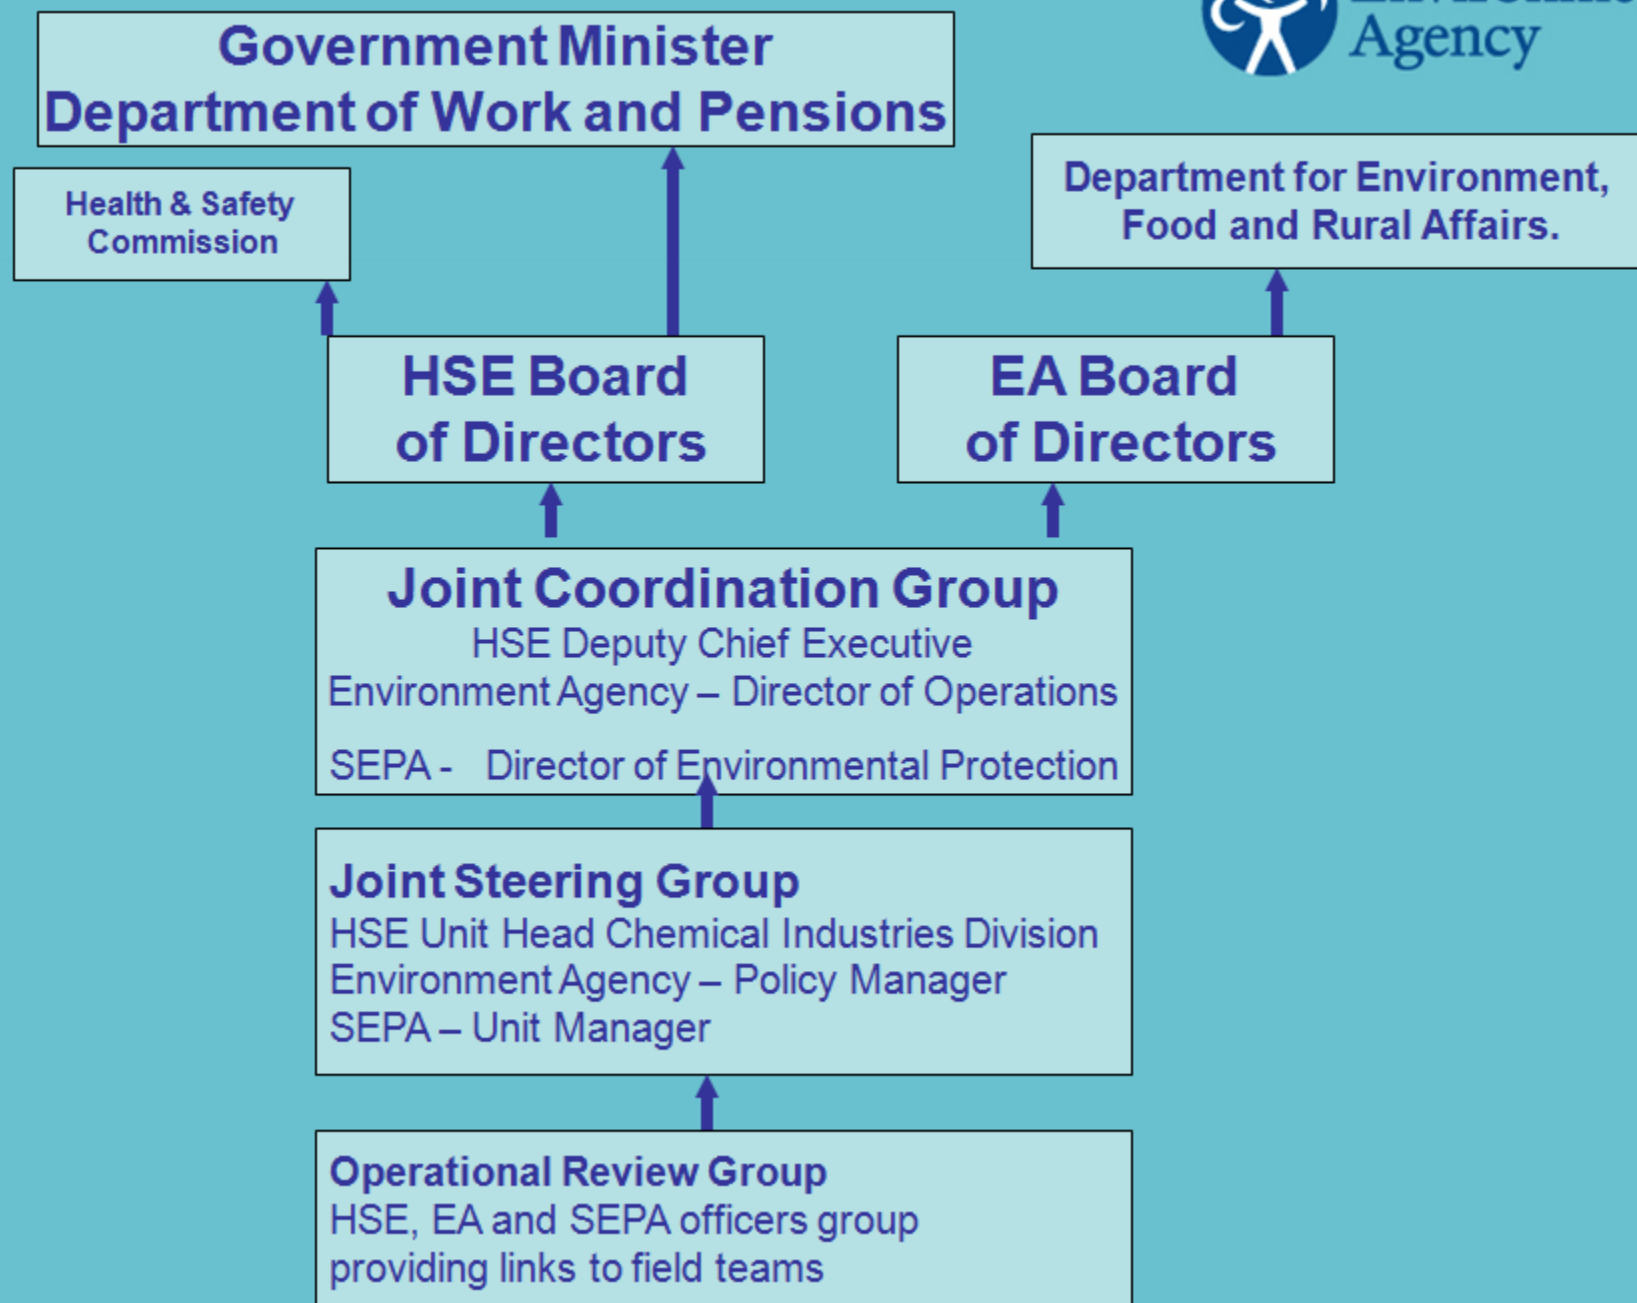 Agency
Government Minister
Department of Work and Pensions
Health & Safety
Commission
Department for Environment,
Food and Rural Affairs.
HSE Board
of Directors
EA Board
of Directors
Joint Coordination Group
HSE Deputy Chief Executive
Environment Agency – Director of Operations
SEPA - Director of Environmental Protection
Joint Steering Group
HSE Unit Head Chemical Industries Division
Environment Agency – Policy Manager
SEPA – Unit Manager
Operational Review Group
HSE, EA and SEPA officers group
providing links to field teams